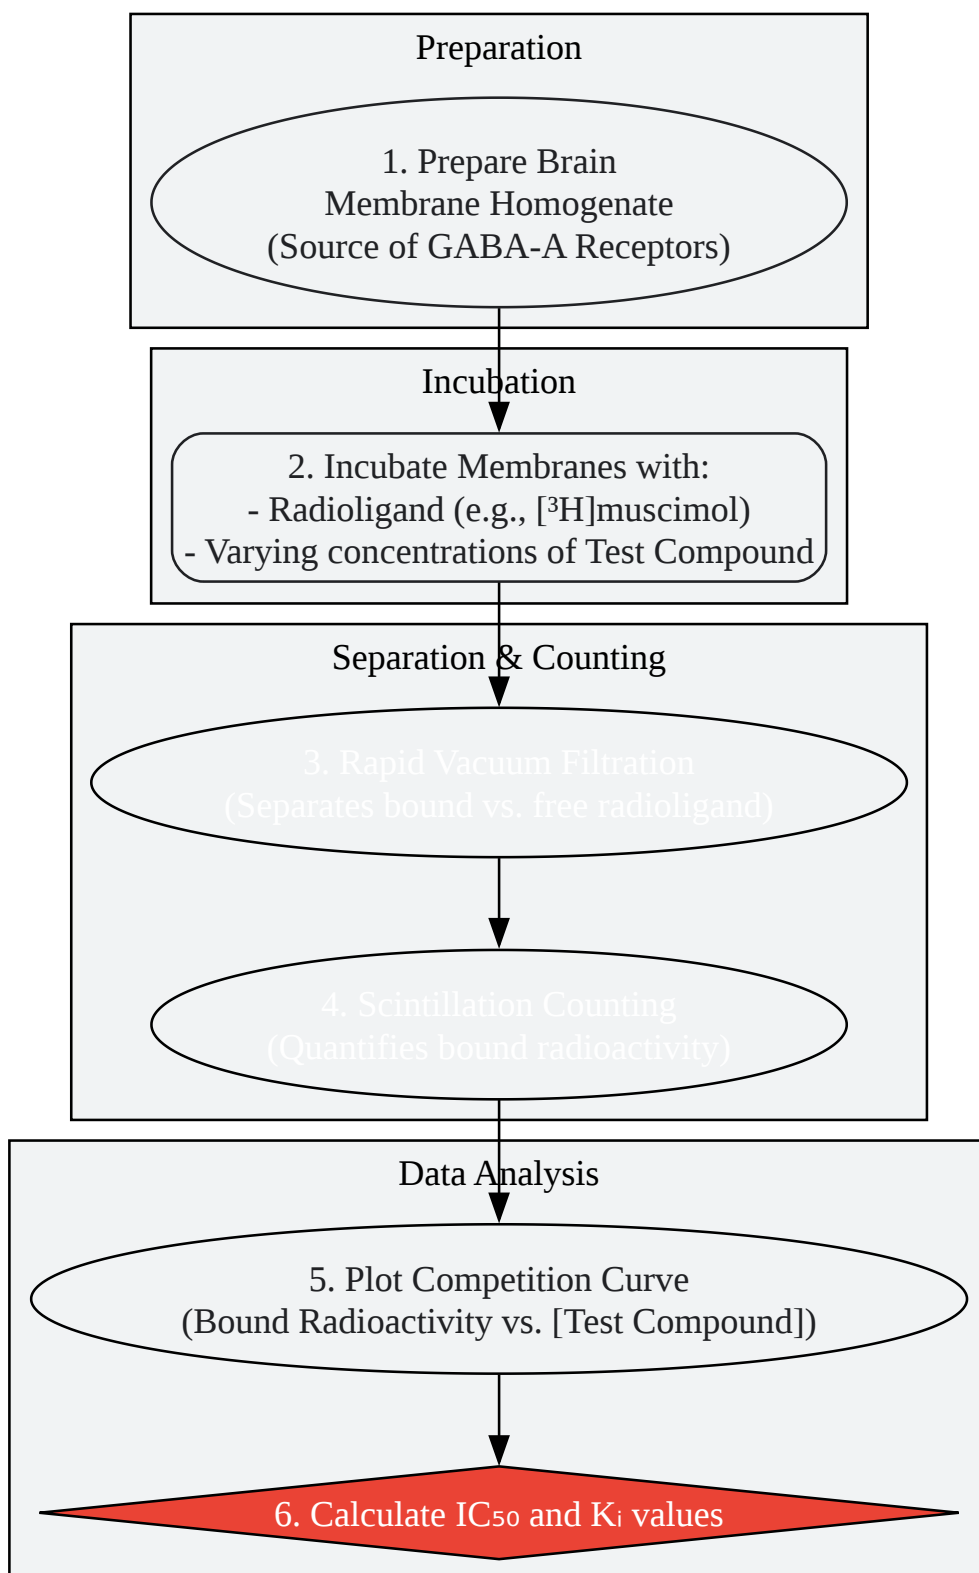 Preparation
1. Prepare Brain
Membrane Homogenate
(Source of GABA-A Receptors)
Incubation
2. Incubate Membranes with:
- Radioligand (e.g., [³H]muscimol)
- Varying concentrations of Test Compound
Separation & Counting
3. Rapid Vacuum Filtration
(Separates bound vs. free radioligand)
4. Scintillation Counting
(Quantifies bound radioactivity)
Data Analysis
5. Plot Competition Curve
(Bound Radioactivity vs. [Test Compound])
6. Calculate IC₅₀ and Kᵢ values